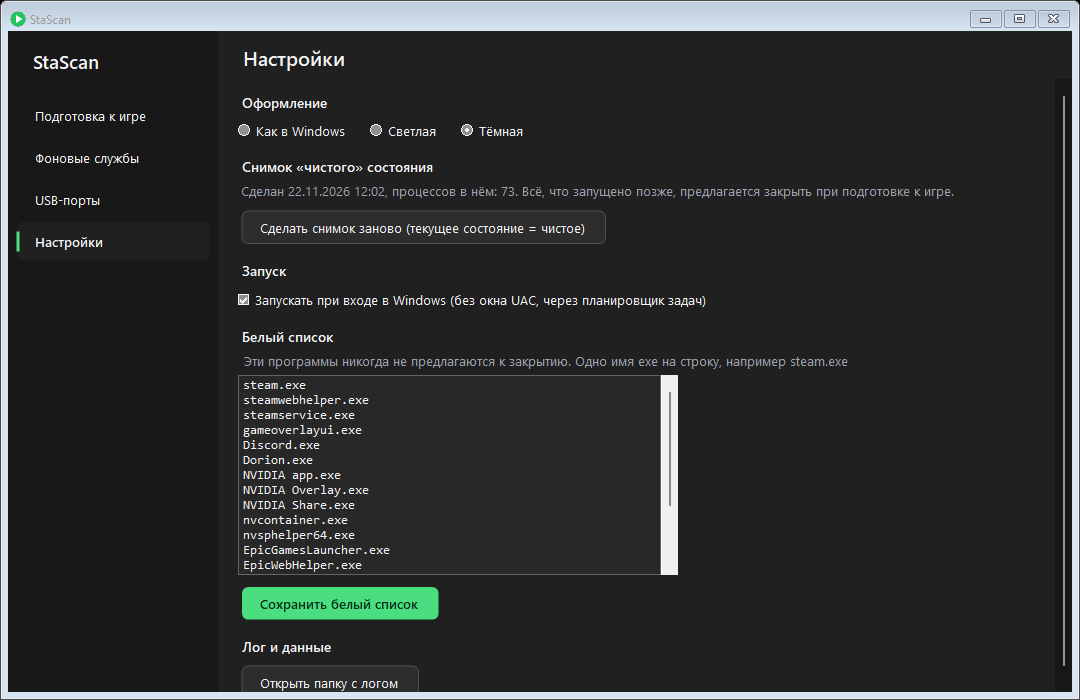 StaScan
StaScan
Подготовка к игре
Фоновые службы
USB-порты
Настройки
Настройки
Оформление
Как в Windows
Светлая
Тёмная
Снимок «чистого» состояния
Сделан 22.11.2026 12:02, процессов в нём: 73. Всё, что запущено позже, предлагается закрыть при подготовке к игре.
Сделать снимок заново (текущее состояние = чистое)
Запуск
Запускать при входе в Windows (без окна UAC, через планировщик задач)
Белый список
Эти программы никогда не предлагаются к закрытию. Одно имя exe на строку, например steam.exe
steam.exe
steamwebhelper.exe
steamservice.exe
gameoverlayui.exe
Discord.exe
Dorion.exe
NVIDIA app.exe
NVIDIA Overlay.exe
NVIDIA Share.exe
nvcontainer.exe
nvsphelper64.exe
EpicGamesLauncher.exe
EpicWebHelper.exe
Сохранить белый список
Лог и данные
Открыть папку с логом